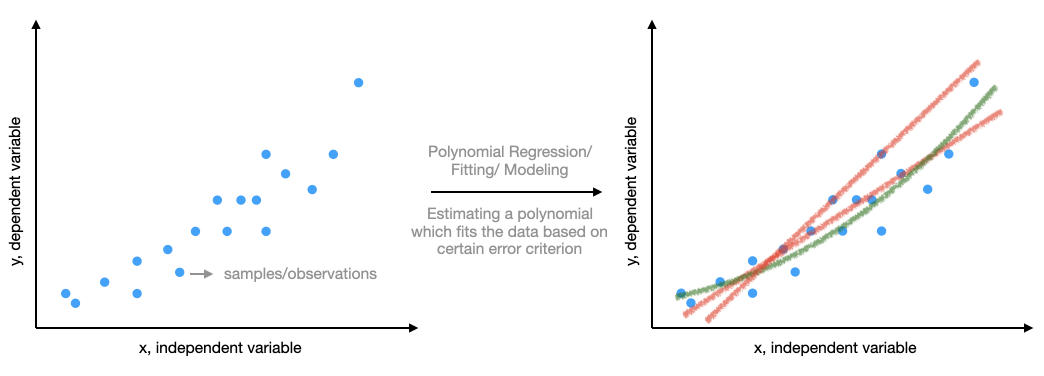 y, dependent variable
samples/observations
x, independent variable
Polynomial Regression/
Fitting/ Modeling
Estimating a polynomial
which fits the data based on
certain error criterion
y, dependent variable
x, independent variable